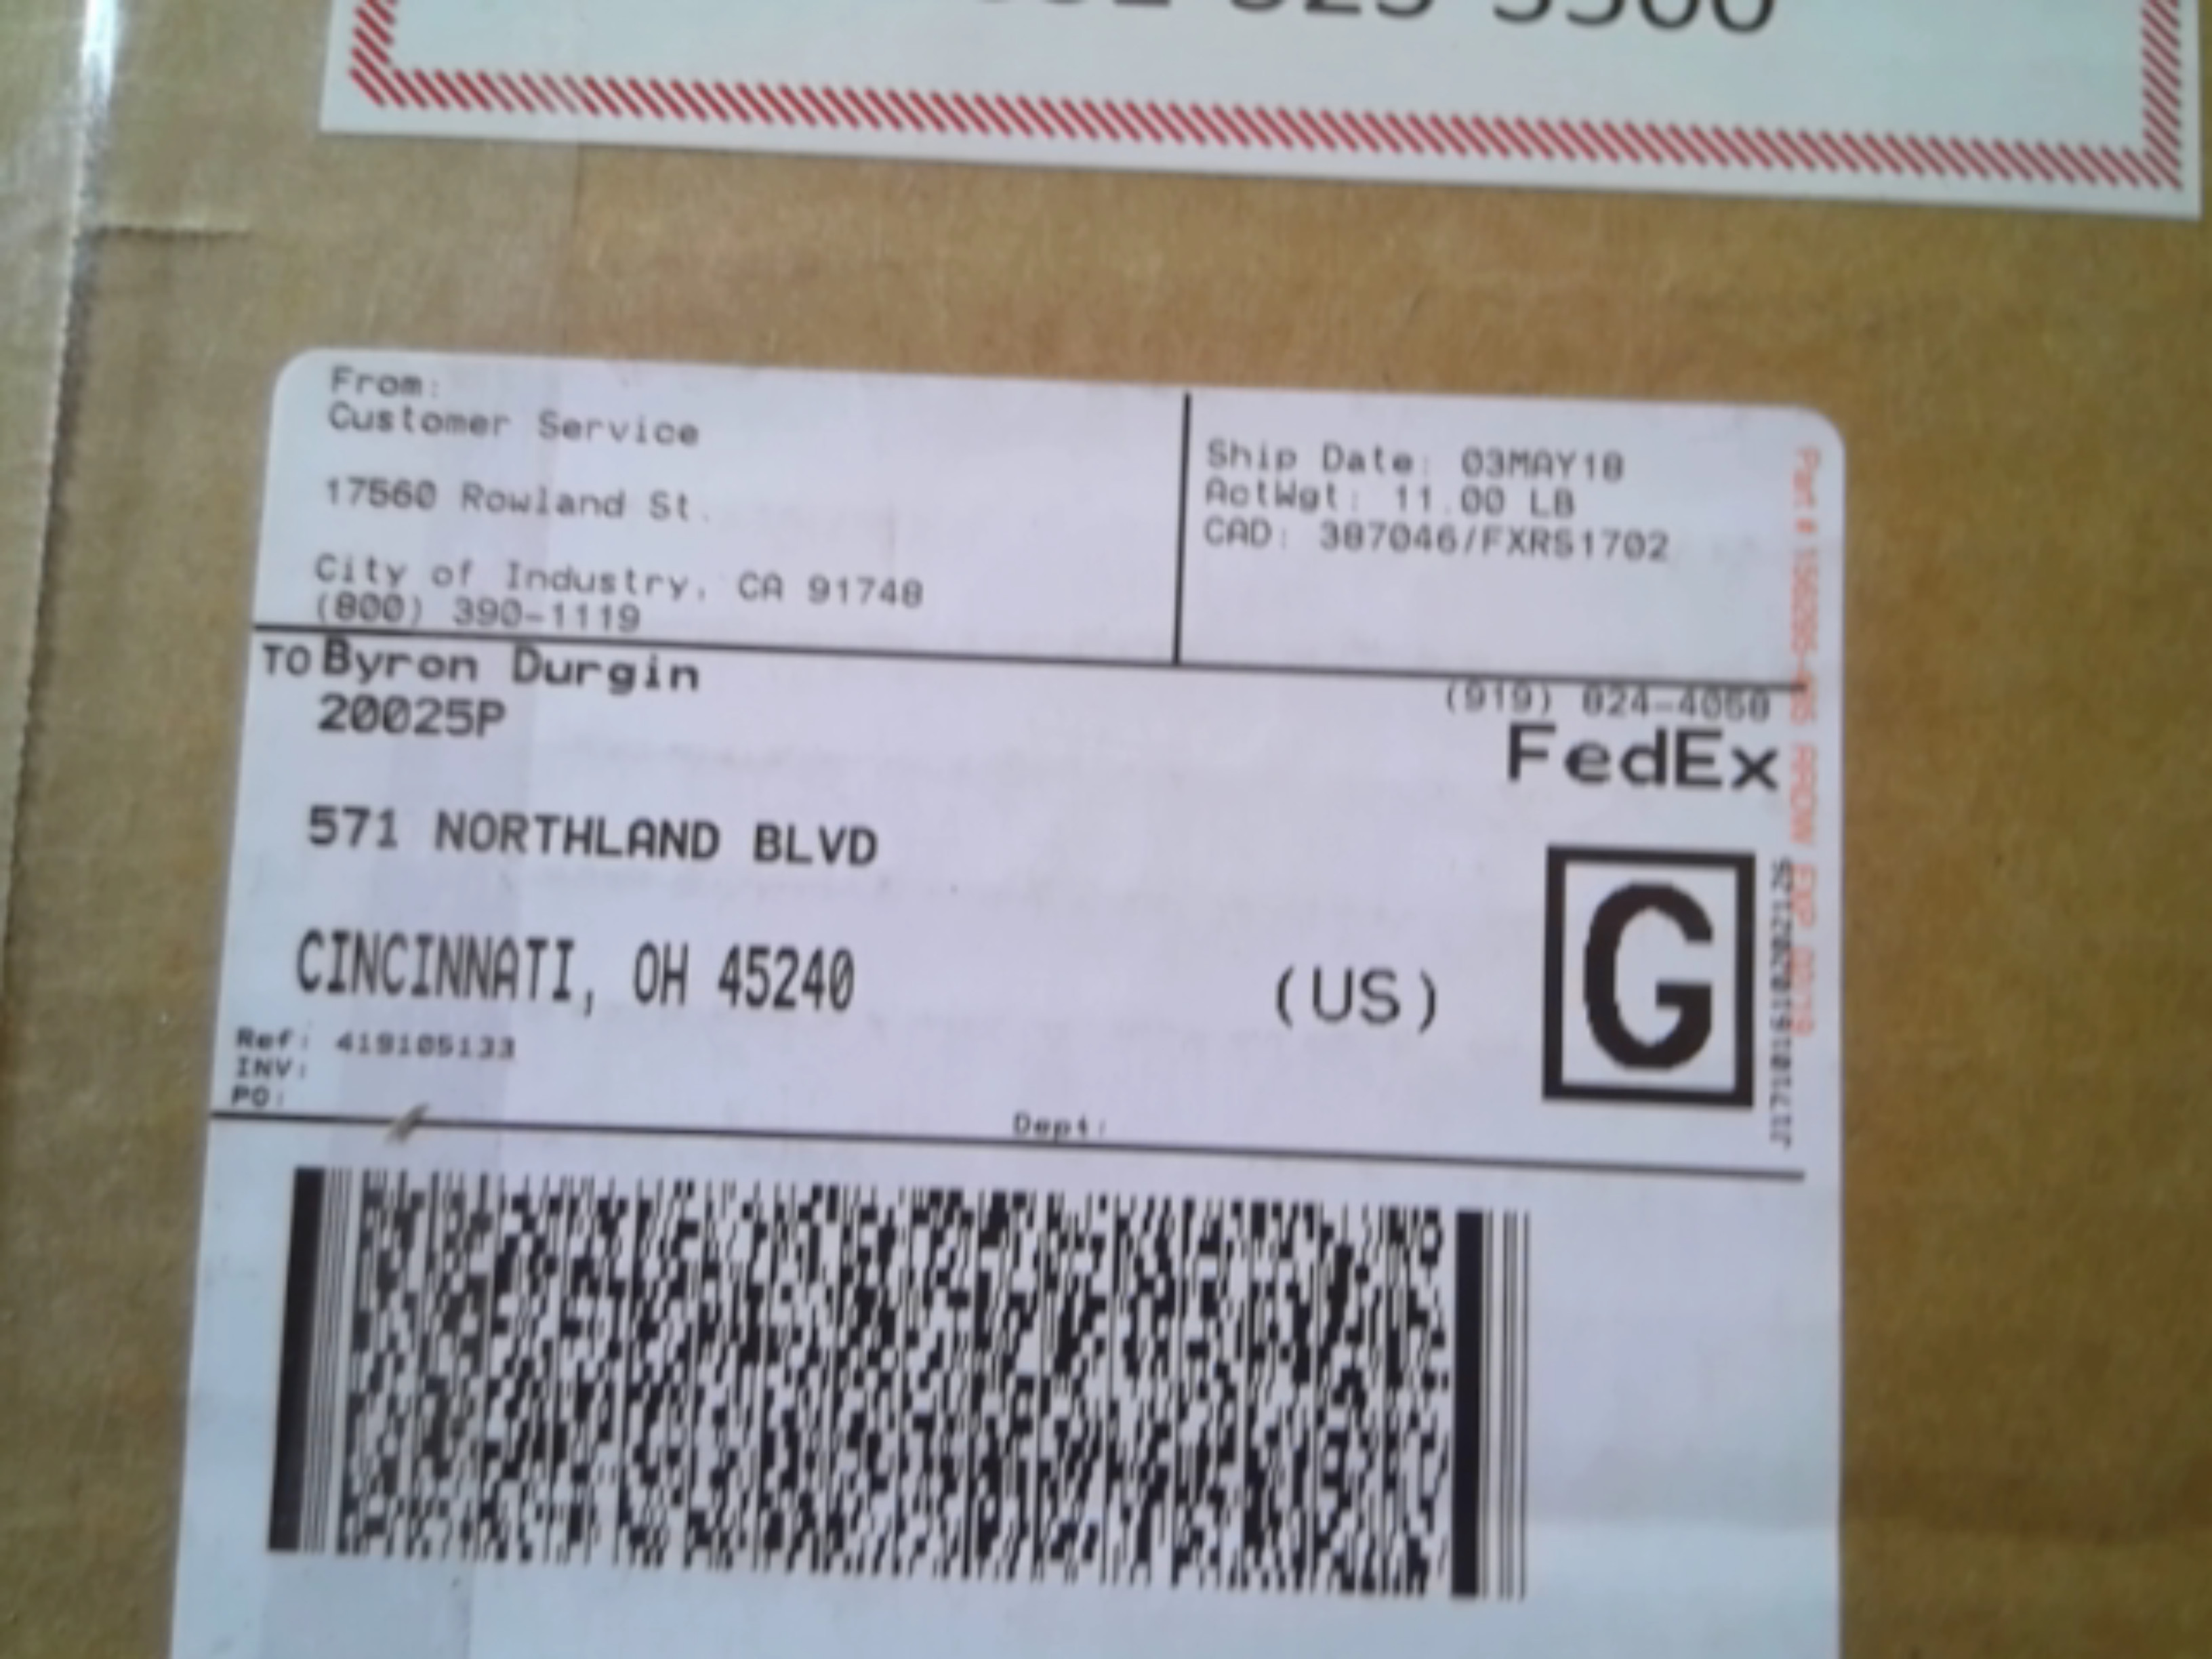 From:
Customer Service
17560 Rowland St.
City of Industry, CA 91748
(800) 390-1119
Ship Date: 03MAY18
ActWgt: 11.00 LB
CAD: 387046/FXRS1702
TO Byron Durgin
20025P
(919) 824-4058
FedEx
571 NORTHLAND BLVD
CINCINNATI, OH 45240
(US)
G
Ref: 419105133
INV:
PO:
Dept: